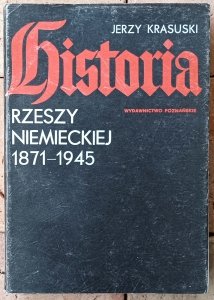 JERZY KRASUSKI
Historia
WYDAWNICTWO POZNAŃSKIE
RZESZY
NIEMIECKIEJ
1871-1945